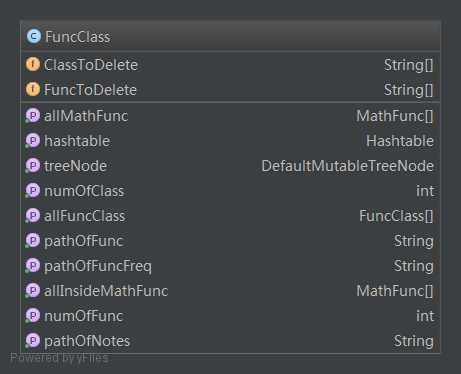 C FuncClass
f ClassToDelete String[]
f FuncToDelete String[]
P allMathFunc MathFunc[]
P hashtable Hashtable
P treeNode DefaultMutableTreeNode
P numOfClass int
P allFuncClass FuncClass[]
P pathOfFunc String
P pathOfFuncFreq String
P allInsideMathFunc MathFunc[]
P numOfFunc int
P pathOfNotes String
Powered by yFiles